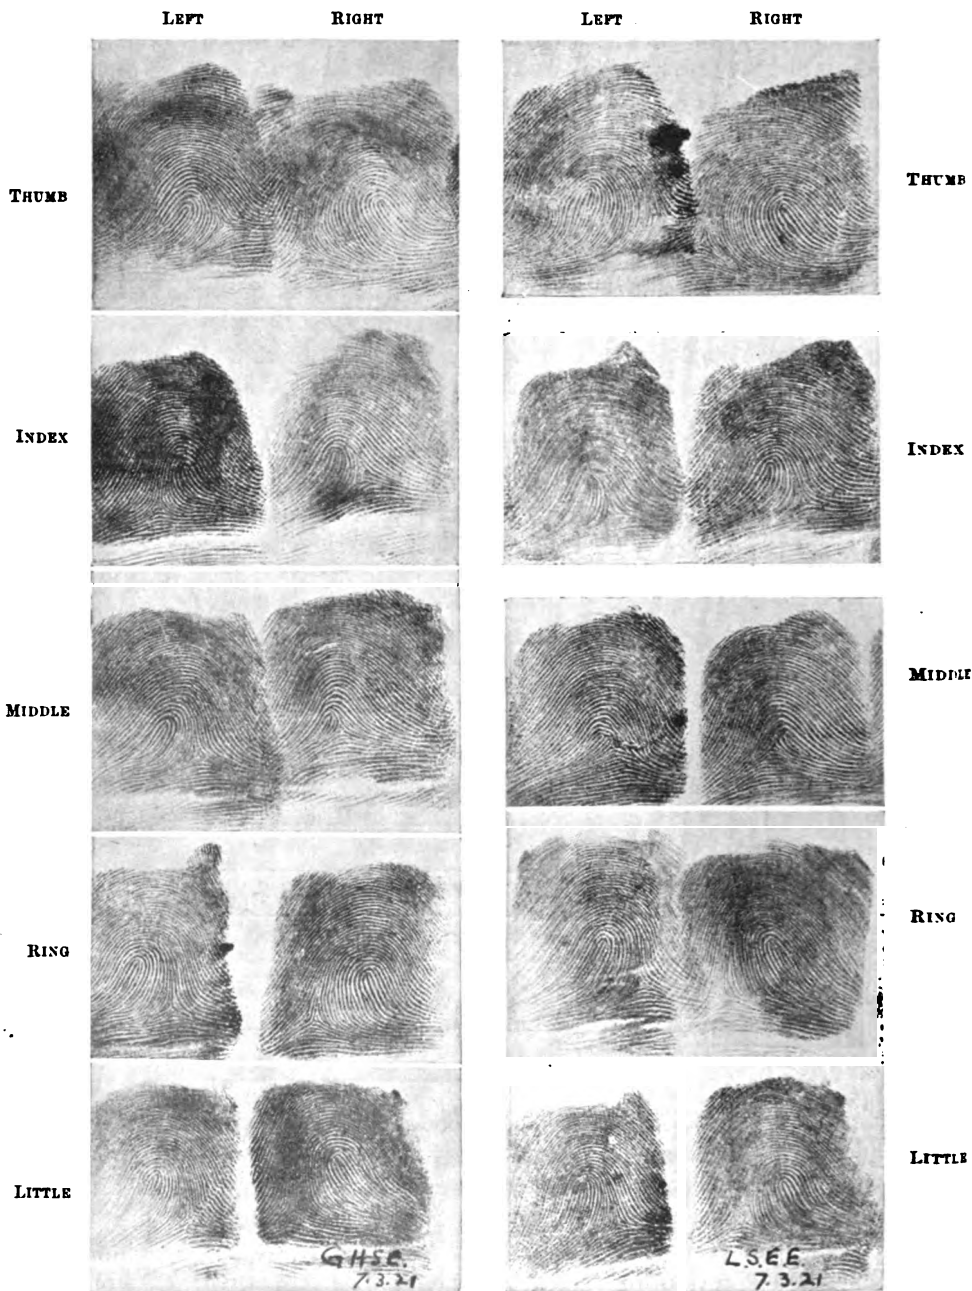 LEFT RIGHT LEFT RIGHT
THUMB THUMB
INDEX INDEX
MIDDLE MIDDLE
RING RING
LITTLE LITTLE
G H S E. L.S.E.E.
7.3.21 7.3.21